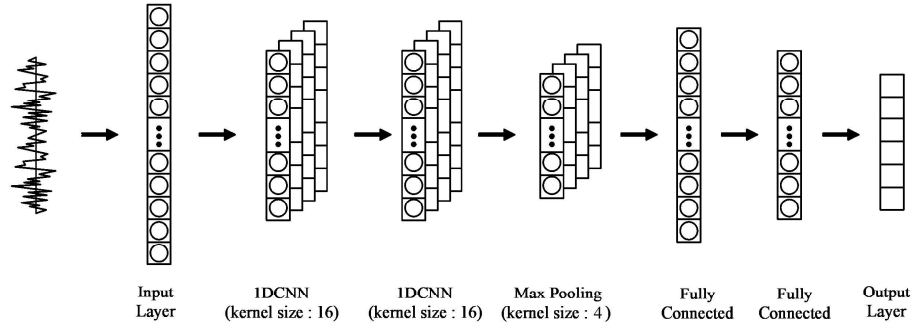 Input
Layer
1DCNN
(kernel size : 16)
1DCNN
(kernel size : 16)
Max Pooling
(kernel size : 4)
Fully
Connected
Fully
Connected
Output
Layer